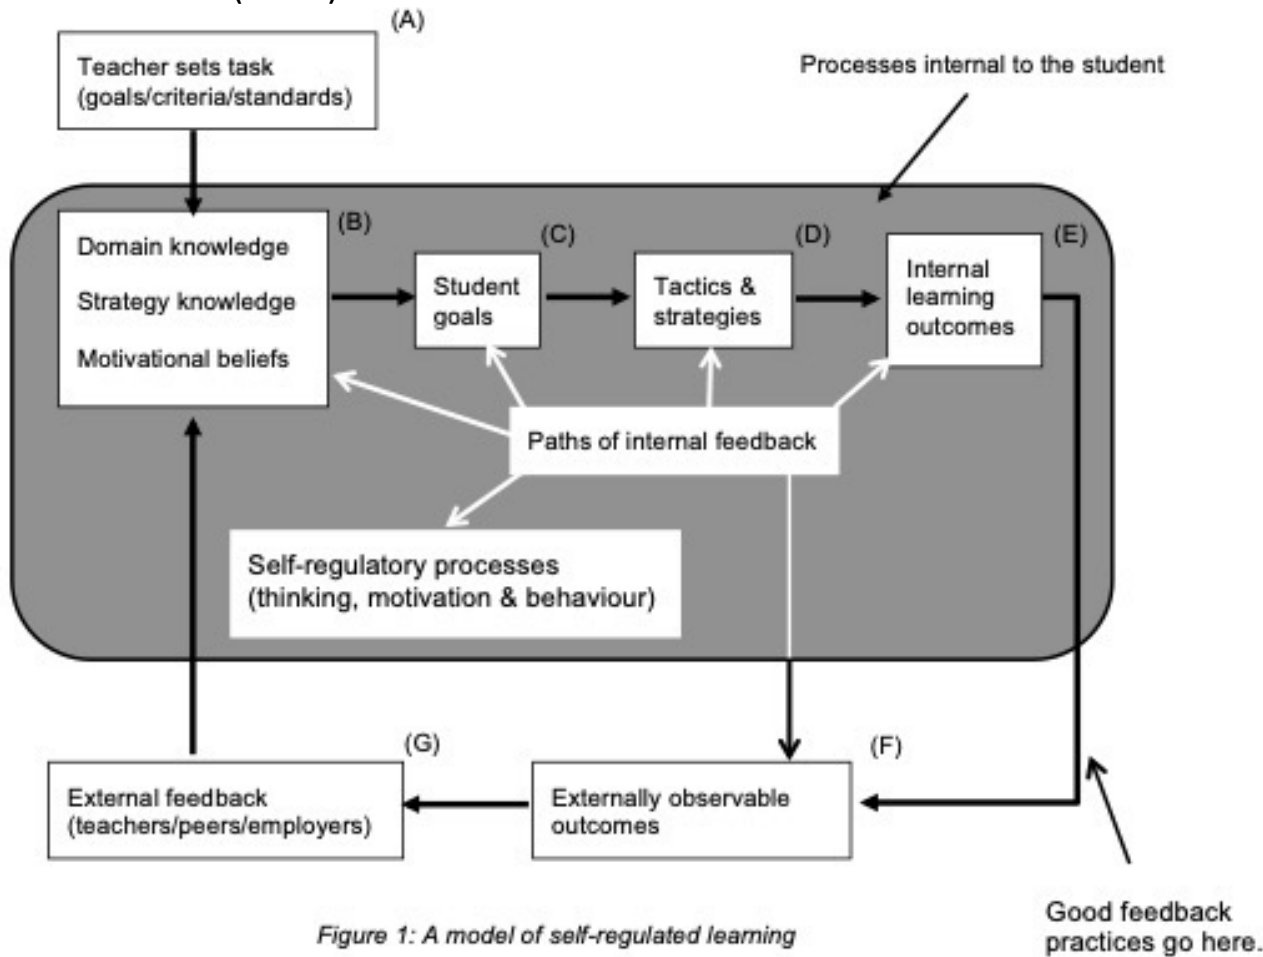 (A)
Teacher sets task
(goals/criteria/standards)
Processes internal to the student
(B)
Domain knowledge
Strategy knowledge
Motivational beliefs
(C)
Student
goals
(D)
Tactics &
strategies
(E)
Internal
learning
outcomes
Paths of internal feedback
Self-regulatory processes
(thinking, motivation & behaviour)
(G)
External feedback
(teachers/peers/employers)
(F)
Externally observable
outcomes
Good feedback
practices go here.
Figure 1: A model of self-regulated learning